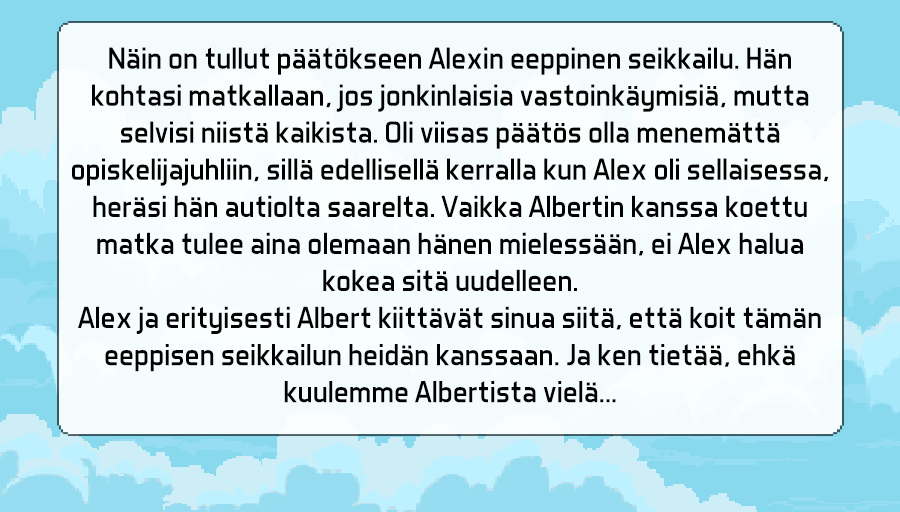 Näin on tullut päätökseen Alexin eeppinen seikkailu. Hän
kohtasi matkallaan, jos jonkinlaisia vastoinkäymisiä, mutta
selvisi niistä kaikista. Oli viisas päätös olla menemättä
opiskelijajuhliin, sillä edellisellä kerralla kun Alex oli sellaisessa,
heräsi hän autiolta saarelta. Vaikka Albertin kanssa koettu
matka tulee aina olemaan hänen mielessään, ei Alex halua
kokea sitä uudelleen.
Alex ja erityisesti Albert kiittävät sinua siitä, että koit tämän
eeppisen seikkailun heidän kanssaan. Ja ken tietää, ehkä
kuulemme Albertista vielä...